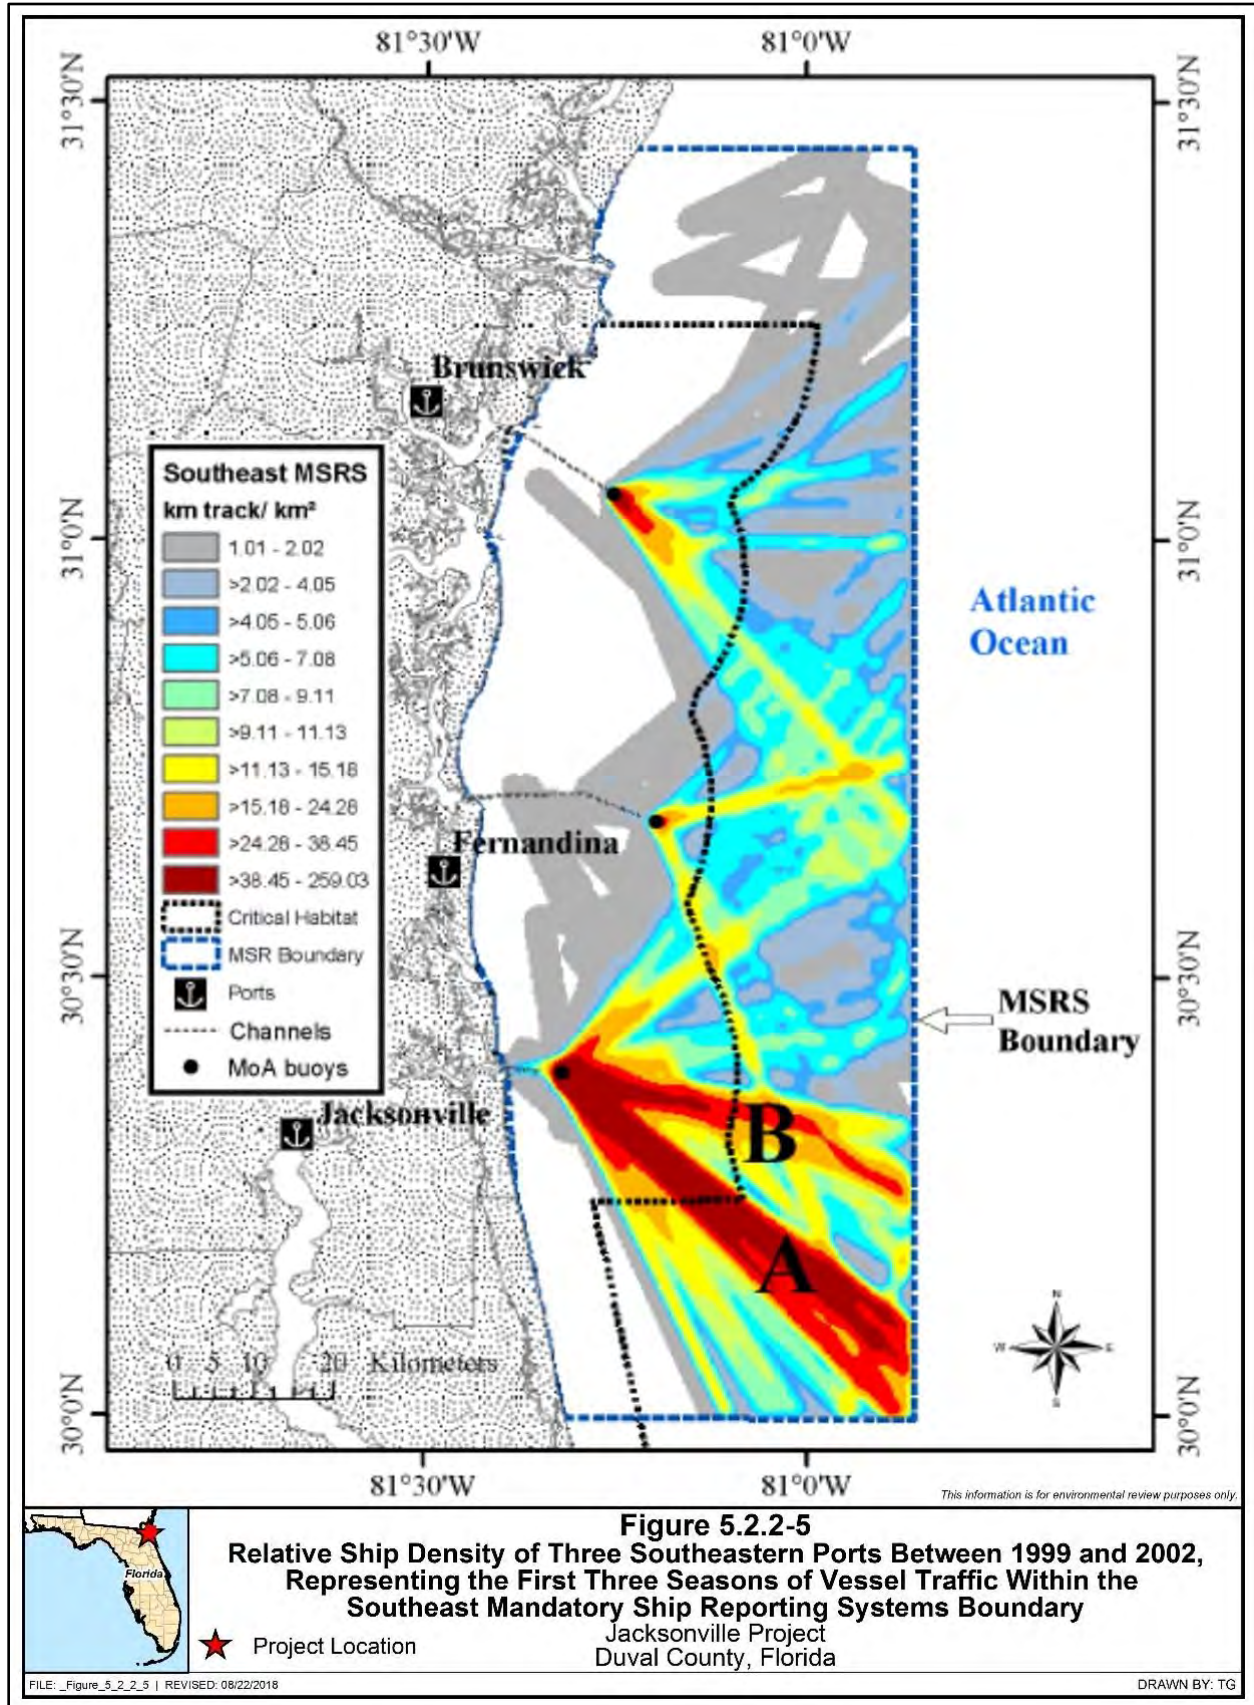 81°30'W 81°0'W
31°30'N 31°30'N
Brunswick
Southeast MSRS
km track/ km²
1.01 - 2.02
>2.02 - 4.05
>4.05 - 5.06
>5.06 - 7.08
>7.08 - 9.11
>9.11 - 11.13
>11.13 - 15.18
>15.18 - 24.28
>24.28 - 38.45
>38.45 - 259.03
Critical Habitat
MSR Boundary
Ports
Channels
MoA buoys
31°0'N 31°0'N
Atlantic
Ocean
Fernandina
30°30'N 30°30'N
MSRS
Boundary
Jacksonville
B
A
N
W E
S
0 5 10 20 Kilometers
30°0'N 30°0'N
81°30'W 81°0'W
This information is for environmental review purposes only.
Florida
Project Location
Figure 5.2.2-5
Relative Ship Density of Three Southeastern Ports Between 1999 and 2002,
Representing the First Three Seasons of Vessel Traffic Within the
Southeast Mandatory Ship Reporting Systems Boundary
Jacksonville Project
Duval County, Florida
FILE: _Figure_5_2_2_5 | REVISED: 08/22/2018
DRAWN BY: TG